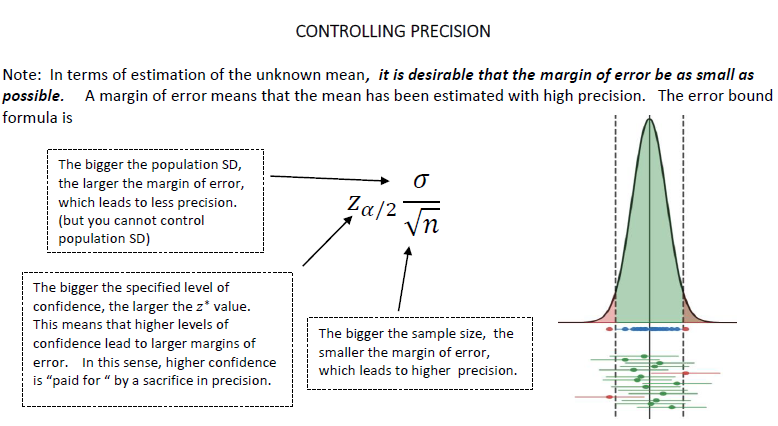 CONTROLLING PRECISION
Note: In terms of estimation of the unknown mean, it is desirable that the margin of error be as small as
possible. A margin of error means that the mean has been estimated with high precision. The error bound
formula is
The bigger the population SD,
the larger the margin of error,
which leads to less precision.
(but you cannot control
population SD)
z_{α/2} σ/√n
The bigger the specified level of
confidence, the larger the z* value.
This means that higher levels of
confidence lead to larger margins of
error. In this sense, higher confidence
is "paid for " by a sacrifice in precision.
The bigger the sample size, the
smaller the margin of error,
which leads to higher precision.